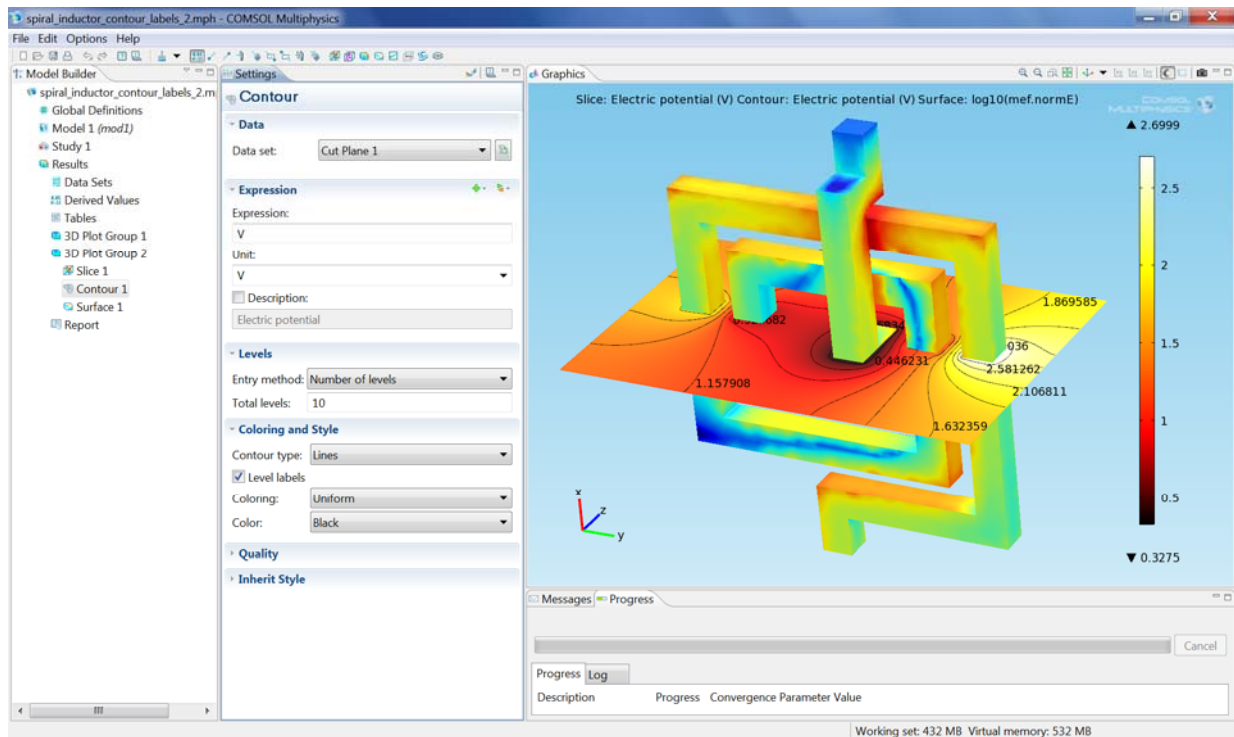 spiral_inductor_contour_labels_2.mph - COMSOL Multiphysics
File Edit Options Help
Model Builder
spiral_inductor_contour_labels_2.m
Global Definitions
Model 1 (mod1)
Study 1
Results
Data Sets
Derived Values
Tables
3D Plot Group 1
3D Plot Group 2
Slice 1
Contour 1
Surface 1
Report
Settings
Contour
Data
Data set: Cut Plane 1
Expression
Expression:
V
Unit:
V
Description:
Electric potential
Levels
Entry method: Number of levels
Total levels: 10
Coloring and Style
Contour type: Lines
Level labels
Coloring: Uniform
Color: Black
Quality
Inherit Style
Graphics
Slice: Electric potential (V) Contour: Electric potential (V) Surface: log10(mef.normE)
COMSOL
MULTIPHYSICS
2.6999
2.5
2
1.5
1
0.5
0.3275
1.869585
036
0.446231
2.581262
1.157908
2.106811
1.632359
x
z
y
Messages Progress
Cancel
Progress Log
Description Progress Convergence Parameter Value
Working set: 432 MB Virtual memory: 532 MB